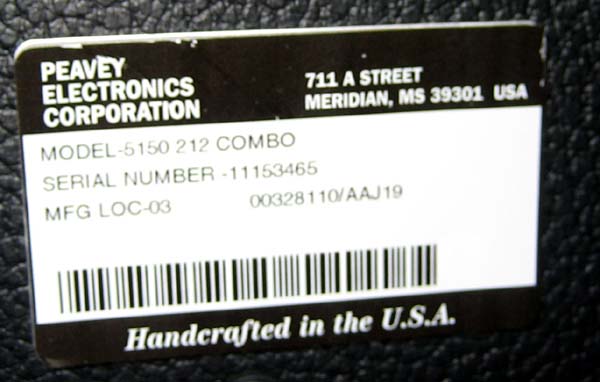 PEAVEY
ELECTRONICS
CORPORATION
711 A STREET
MERIDIAN, MS 39301 USA
MODEL-5150 212 COMBO
SERIAL NUMBER -11153465
MFG LOC-03 00328110/AAJ19
Handcrafted in the U.S.A.